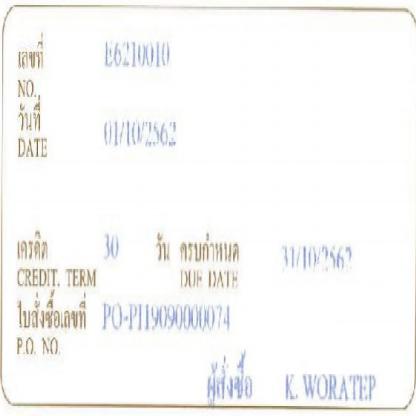 เลขที่ E6210010
NO.
วันที่ 01/10/2562
DATE
เครดิต 30 วัน ครบกำหนด 31/10/2562
CREDIT. TERM DUE DATE
ใบสั่งซื้อเลขที่ PO-PI19090000074
P.O. NO.
ผู้สั่งซื้อ K. WORATEP